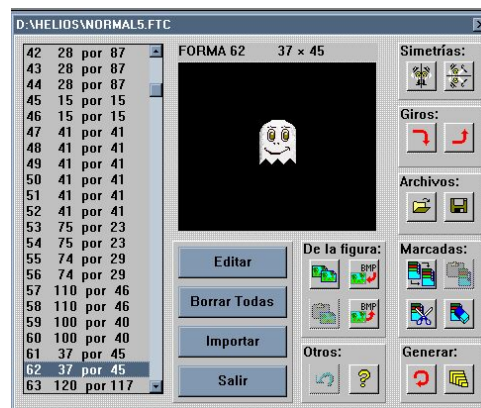 D:\HELIOS\NORMAL5.FTC
42 28 por 87
43 28 por 87
44 28 por 87
45 15 por 15
46 15 por 15
47 41 por 41
48 41 por 41
49 41 por 41
50 41 por 41
51 41 por 41
52 41 por 41
53 75 por 23
54 75 por 23
55 74 por 29
56 74 por 29
57 110 por 46
58 110 por 46
59 100 por 40
60 100 por 40
61 37 por 45
62 37 por 45
63 120 por 117
FORMA 62 37 × 45
Editar
Borrar Todas
Importar
Salir
De la figura:
BMP
BMP
Otros:
?
Simetrías:
Giros:
Archivos:
Marcadas:
Generar: